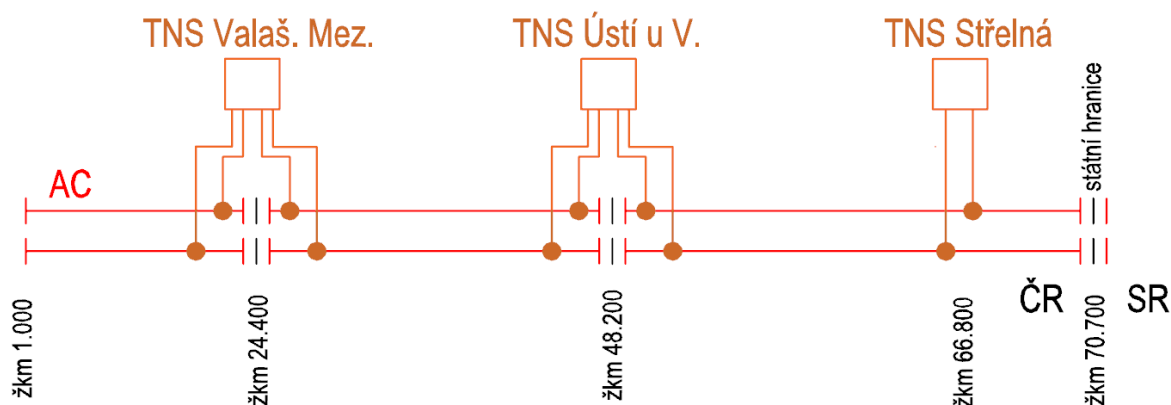 TNS Valaš. Mez.
TNS Ústí u V.
TNS Střelná
státní hranice
AC
ČR
SR
žkm 1.000
žkm 24.400
žkm 48.200
žkm 66.800
žkm 70.700